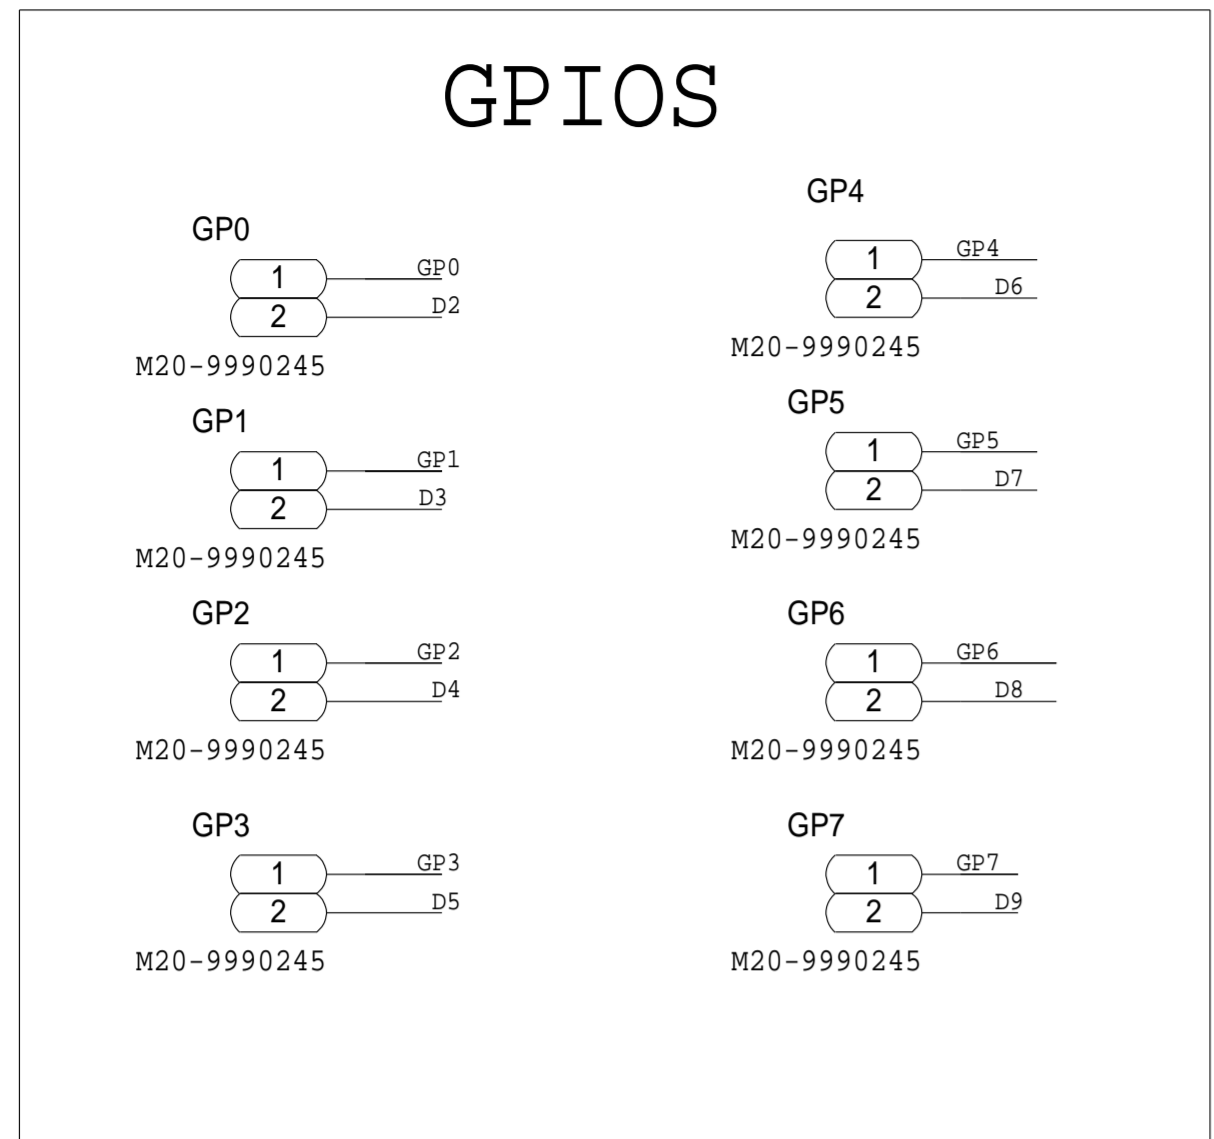 GPIOS
GP0
1 GP0
2 D2
M20-9990245
GP1
1 GP1
2 D3
M20-9990245
GP2
1 GP2
2 D4
M20-9990245
GP3
1 GP3
2 D5
M20-9990245
GP4
1 GP4
2 D6
M20-9990245
GP5
1 GP5
2 D7
M20-9990245
GP6
1 GP6
2 D8
M20-9990245
GP7
1 GP7
2 D9
M20-9990245